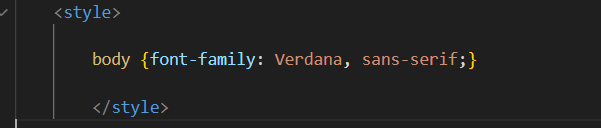 <style>
body {font-family: Verdana, sans-serif;}
</style>